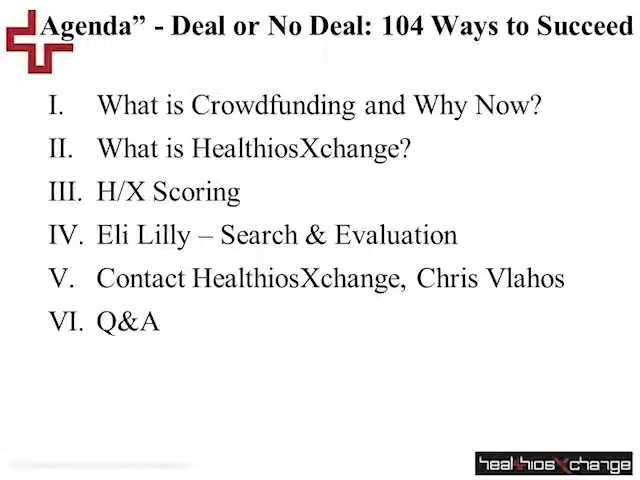 Agenda” - Deal or No Deal: 104 Ways to Succeed
I. What is Crowdfunding and Why Now?
II. What is HealthiosXchange?
III. H/X Scoring
IV. Eli Lilly – Search & Evaluation
V. Contact HealthiosXchange, Chris Vlahos
VI. Q&A
healthiosXchange